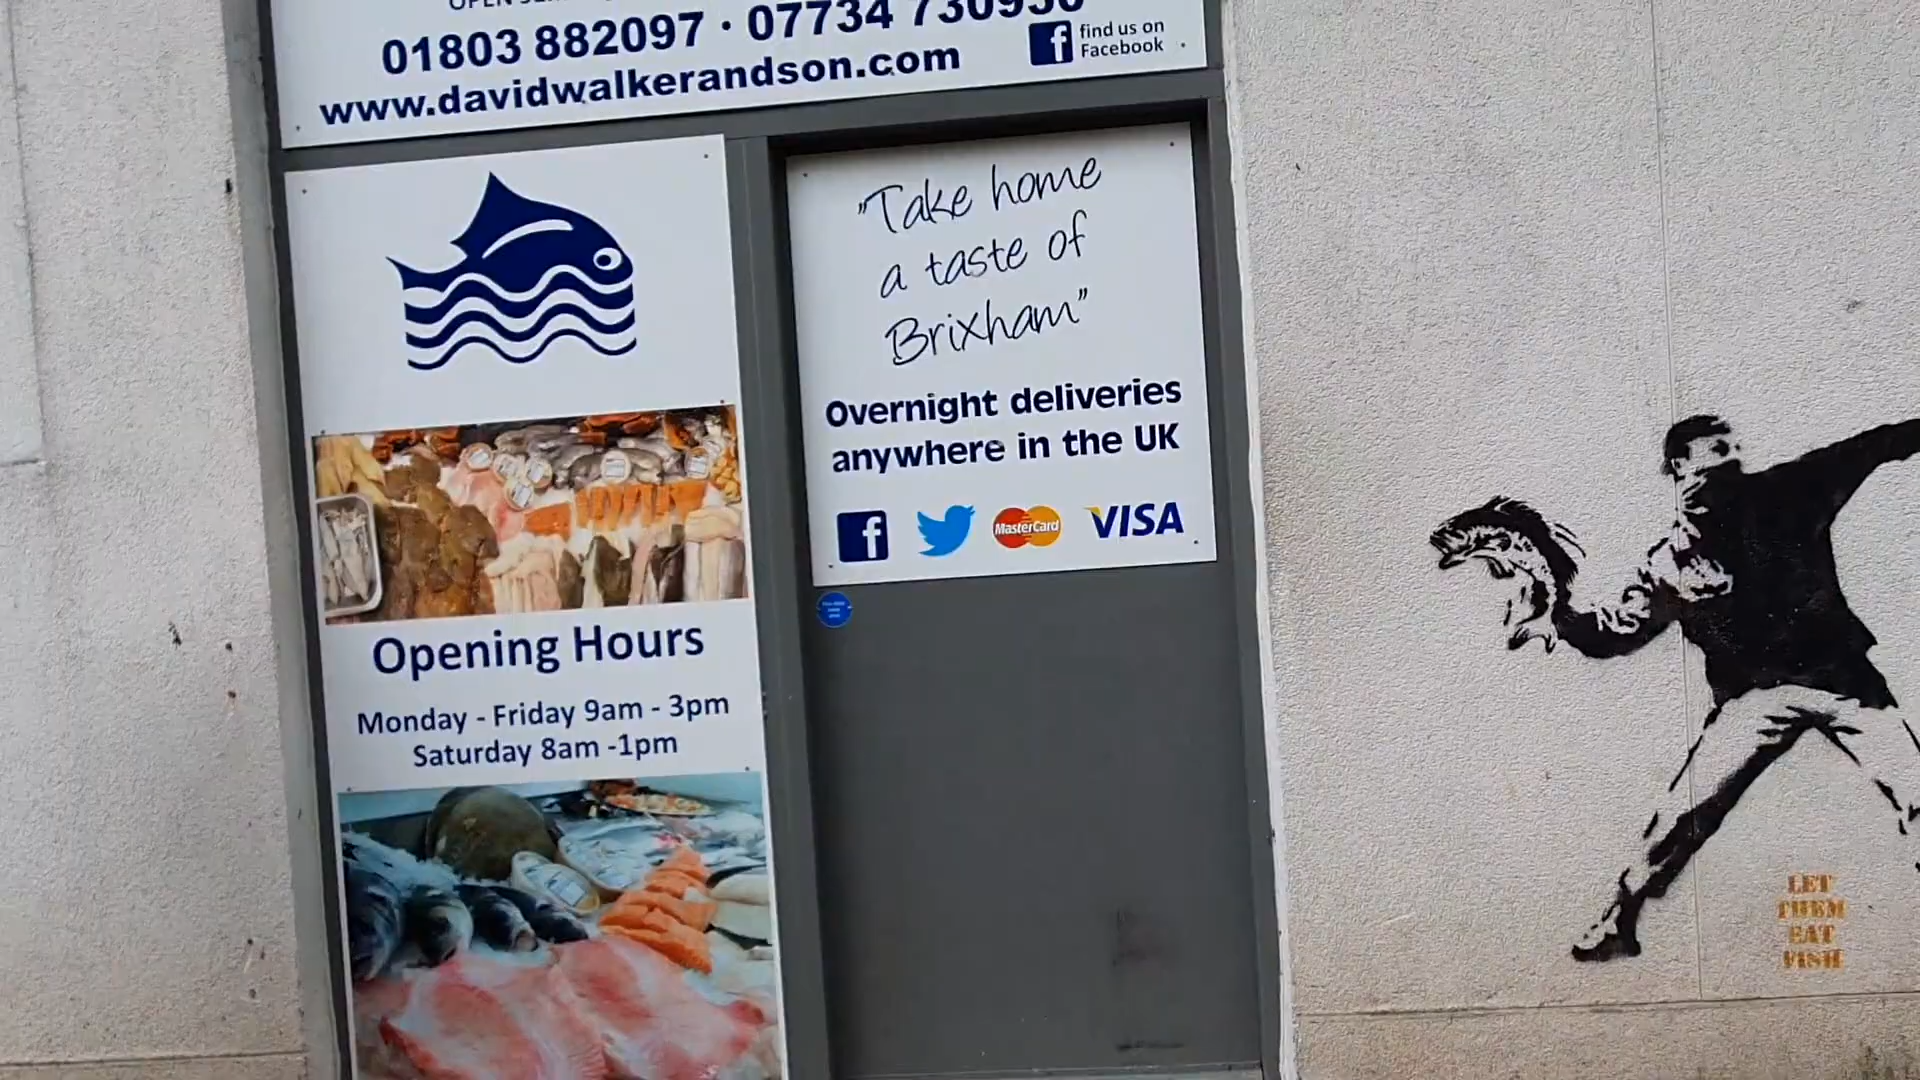 01803 882097 · 07734 730930
www.davidwalkerandson.com
find us on
Facebook
"Take home
a taste of
Brixham"
Overnight deliveries
anywhere in the UK
MasterCard
VISA
Opening Hours
Monday - Friday 9am - 3pm
Saturday 8am -1pm
LET
THEM
EAT
FISH